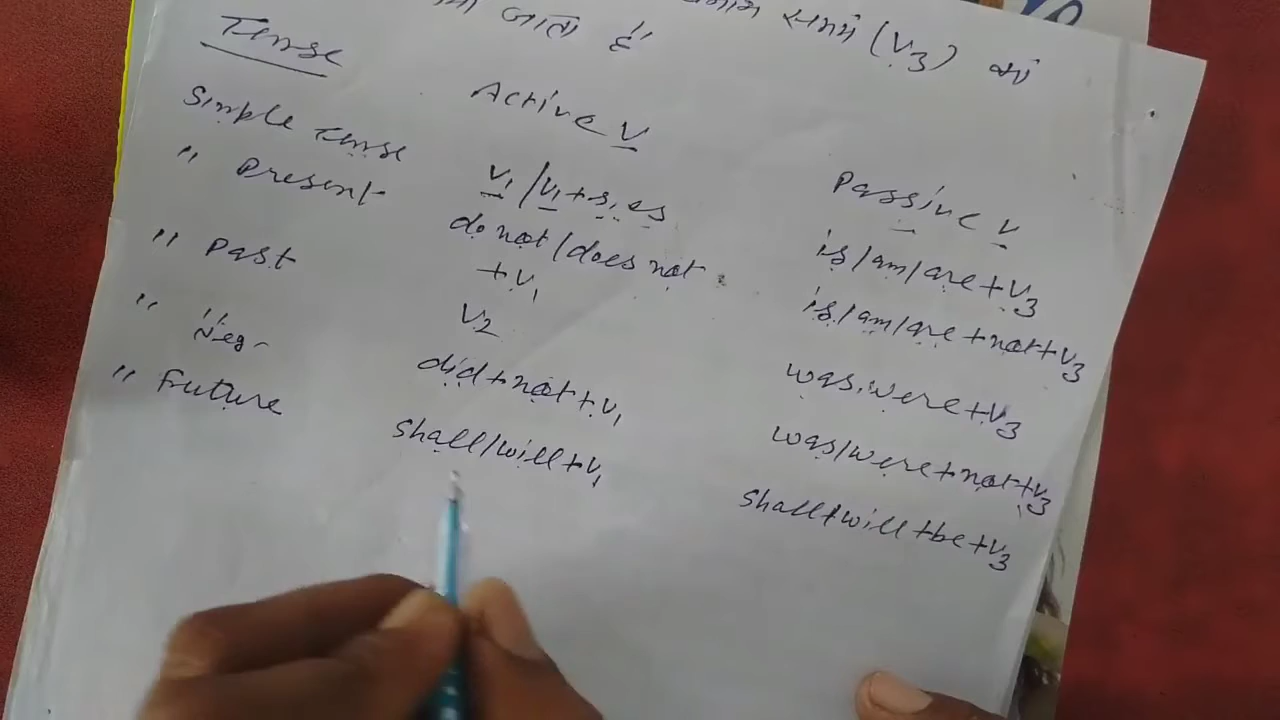 जाता है" (V3) को
Tense Active V Passive V
Simple Tense
" Present V1/V1+s, es is/am/are+V3
do not/does not +V1 is/am/are+not+V3
" Past V2 was, were+V3
" " Neg- did+not+V1 was/were+not+V3
" Future shall/will+V1 shall+will+be+V3